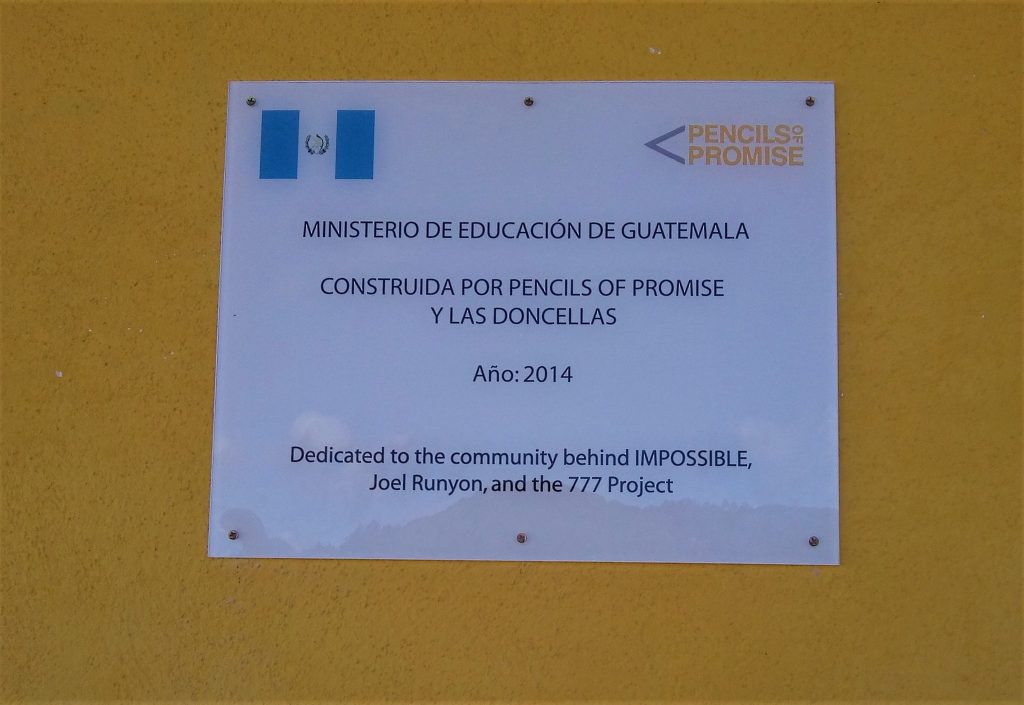 PENCILS OF
PROMISE
MINISTERIO DE EDUCACIÓN DE GUATEMALA
CONSTRUIDA POR PENCILS OF PROMISE
Y LAS DONCELLAS
Año: 2014
Dedicated to the community behind IMPOSSIBLE,
Joel Runyon, and the 777 Project